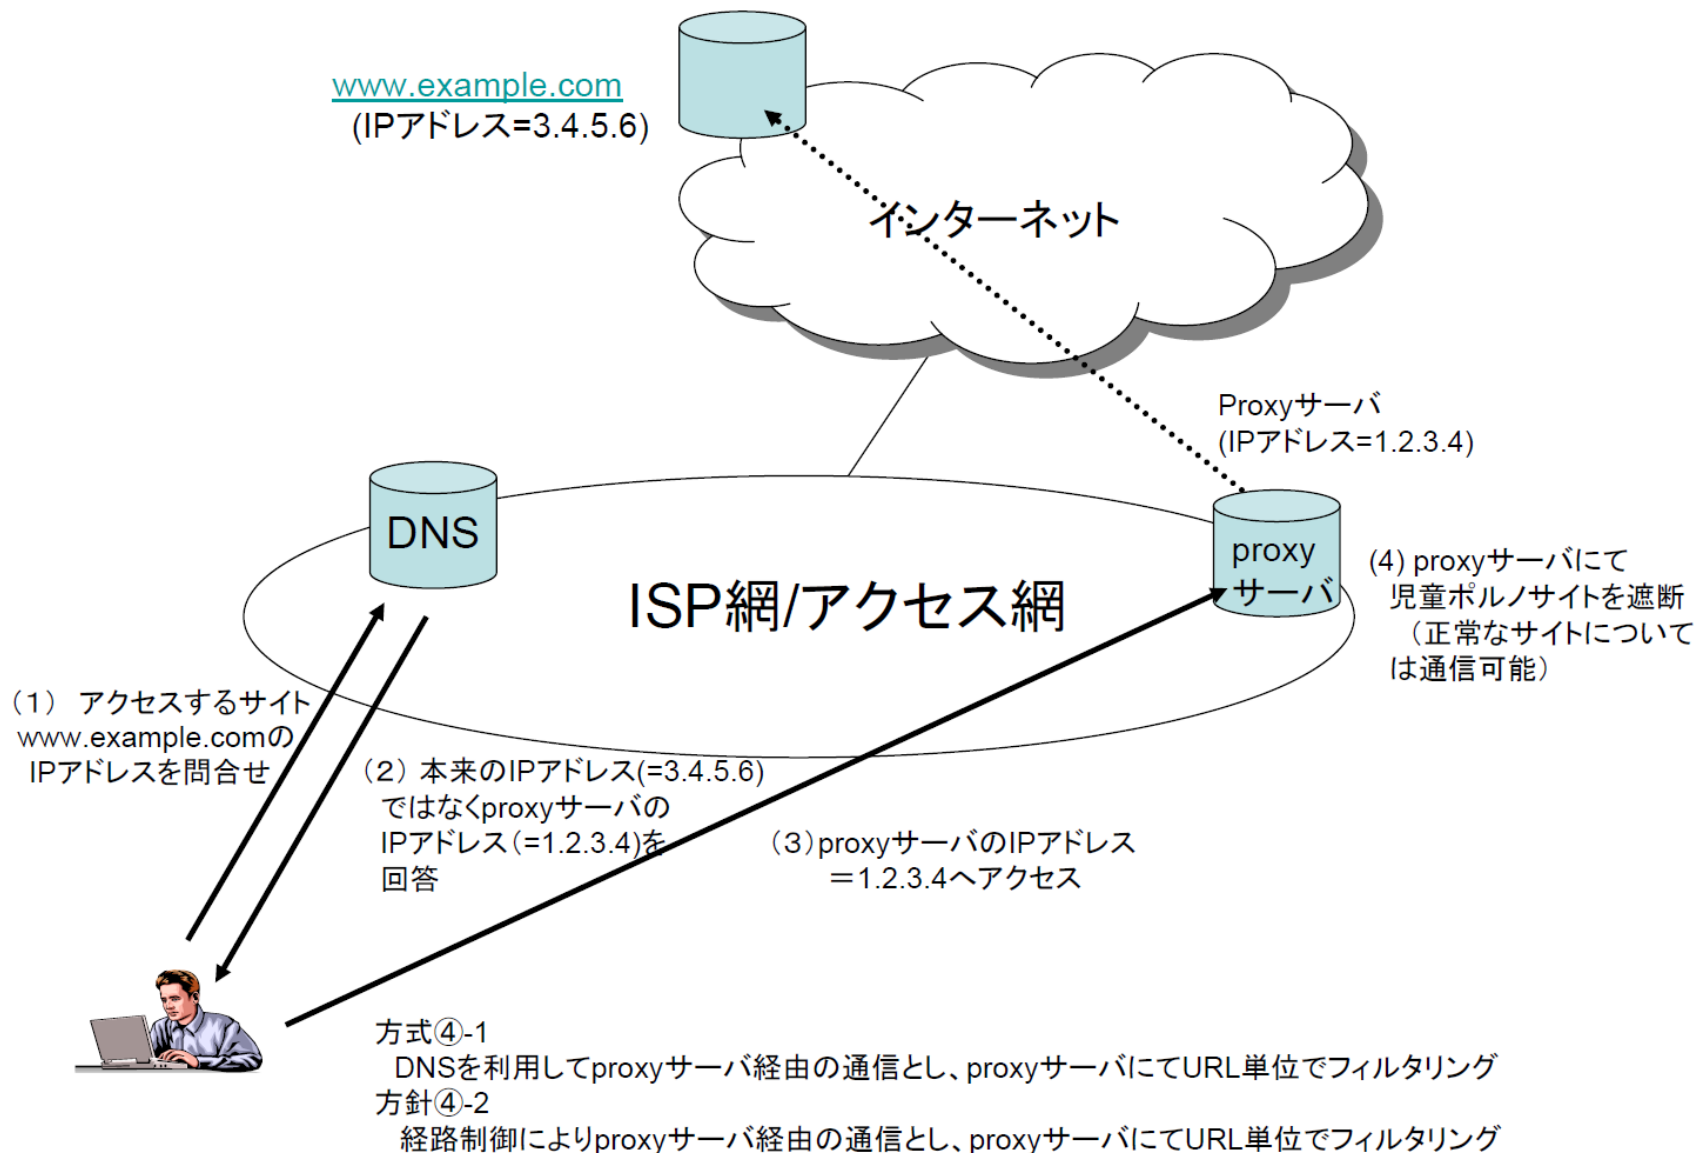 www.example.com
(IPアドレス=3.4.5.6)
インターネット
Proxyサーバ
(IPアドレス=1.2.3.4)
DNS
ISP網/アクセス網
proxy
サーバ
(4) proxyサーバにて
児童ポルノサイトを遮断
（正常なサイトについて
は通信可能）
（１） アクセスするサイト
www.example.comの
IPアドレスを問合せ
（２） 本来のIPアドレス(=3.4.5.6)
ではなくproxyサーバの
IPアドレス（=1.2.3.4)を
回答
（３）proxyサーバのIPアドレス
＝1.2.3.4へアクセス
方式④-1
DNSを利用してproxyサーバ経由の通信とし、proxyサーバにてURL単位でフィルタリング
方針④-2
経路制御によりproxyサーバ経由の通信とし、proxyサーバにてURL単位でフィルタリング